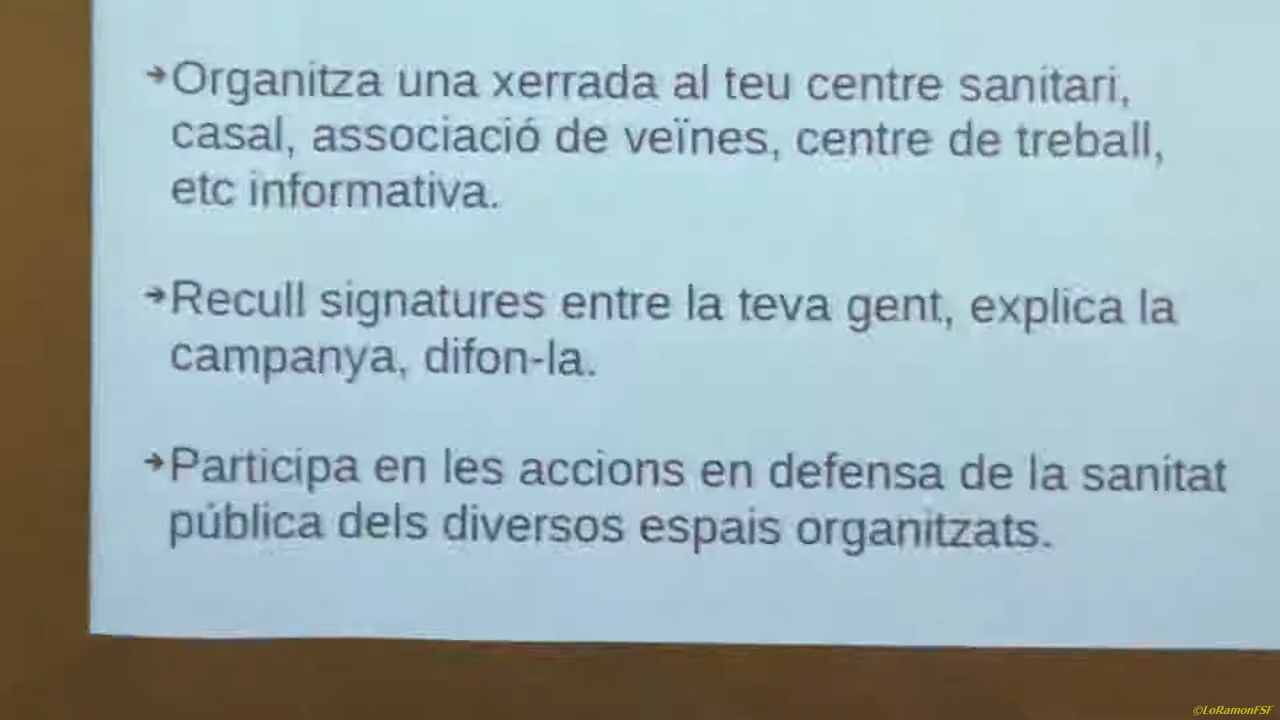 ➔Organitza una xerrada al teu centre sanitari,
casal, associació de veïnes, centre de treball,
etc informativa.
➔Recull signatures entre la teva gent, explica la
campanya, difon-la.
➔Participa en les accions en defensa de la sanitat
pública dels diversos espais organitzats.
©LoRamonFSF